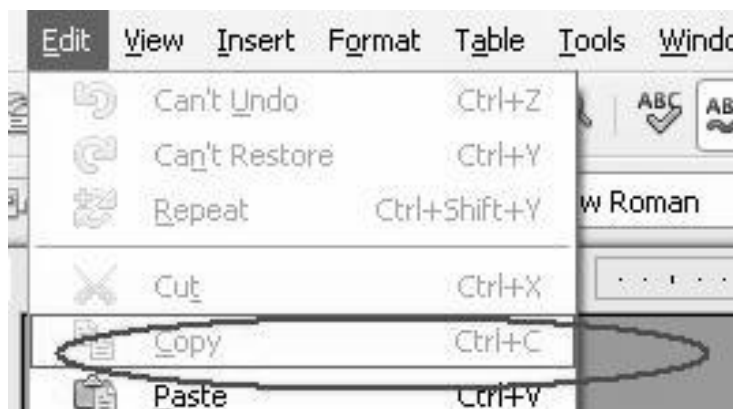 Edit View Insert Format Table Tools
Can't Undo Ctrl+Z
ABC
Can't Restore Ctrl+Y
Repeat Ctrl+Shift+Y
w Roman
Cut Ctrl+X
Copy Ctrl+C
Paste Ctrl+V